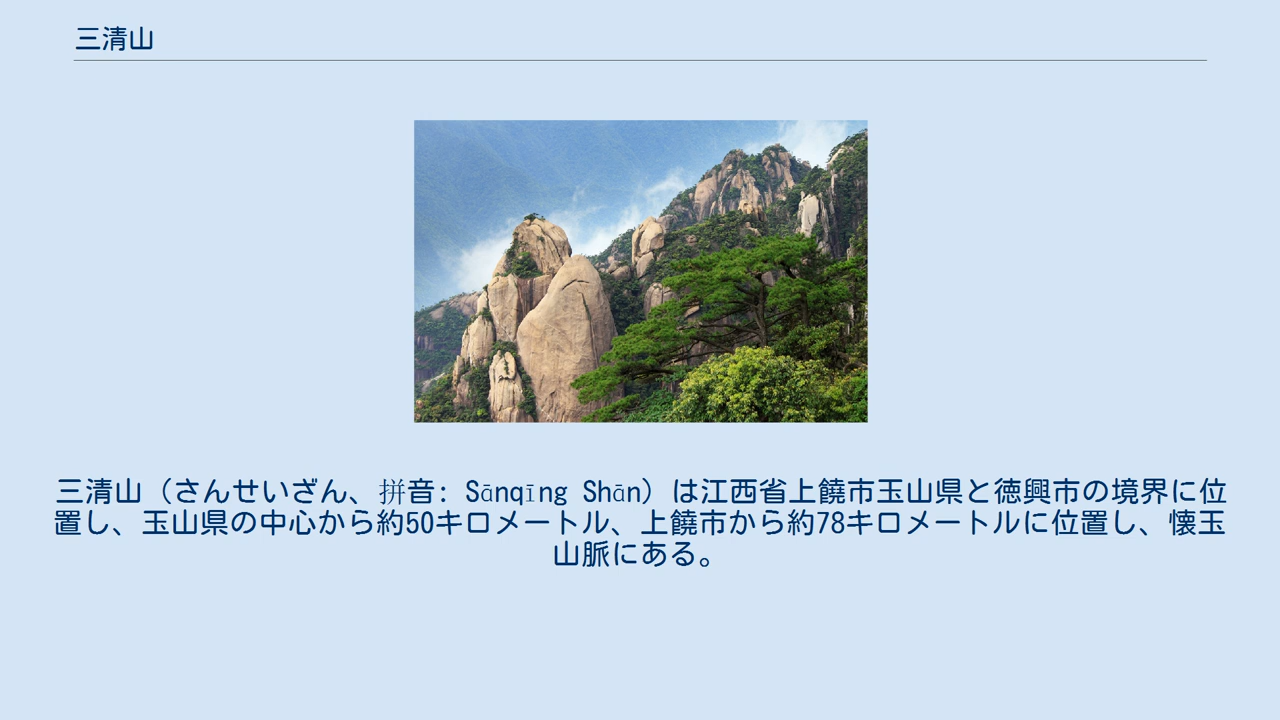 三清山
三清山（さんせいざん、拼音: Sānqīng Shān）は江西省上饒市玉山県と徳興市の境界に位
置し、玉山県の中心から約50キロメートル、上饒市から約78キロメートルに位置し、懐玉
山脈にある。